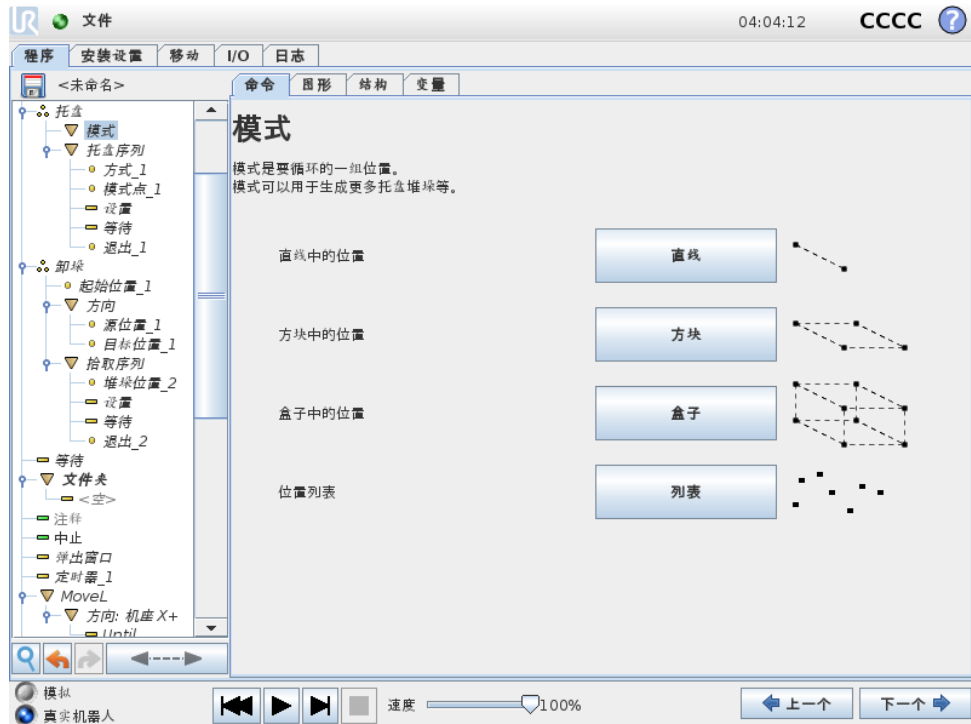 UR 文件 04:04:12 CCCC ?
程序 安装设置 移动 I/O 日志
<未命名>
托盘
模式
托盘序列
方式_1
模式点_1
设置
等待
退出_1
卸垛
起始位置_1
方向
源位置_1
目标位置_1
拾取序列
堆垛位置_2
设置
等待
退出_2
等待
文件夹
<空>
注释
中止
弹出窗口
定时器_1
MoveL
方向: 机座 X+
Until
命令 图形 结构 变量
模式
模式是要循环的一组位置。
模式可以用于生成更多托盘堆垛等。
直线中的位置 直线
方块中的位置 方块
盒子中的位置 盒子
位置列表 列表
模拟
真实机器人
速度 100%
上一个 下一个